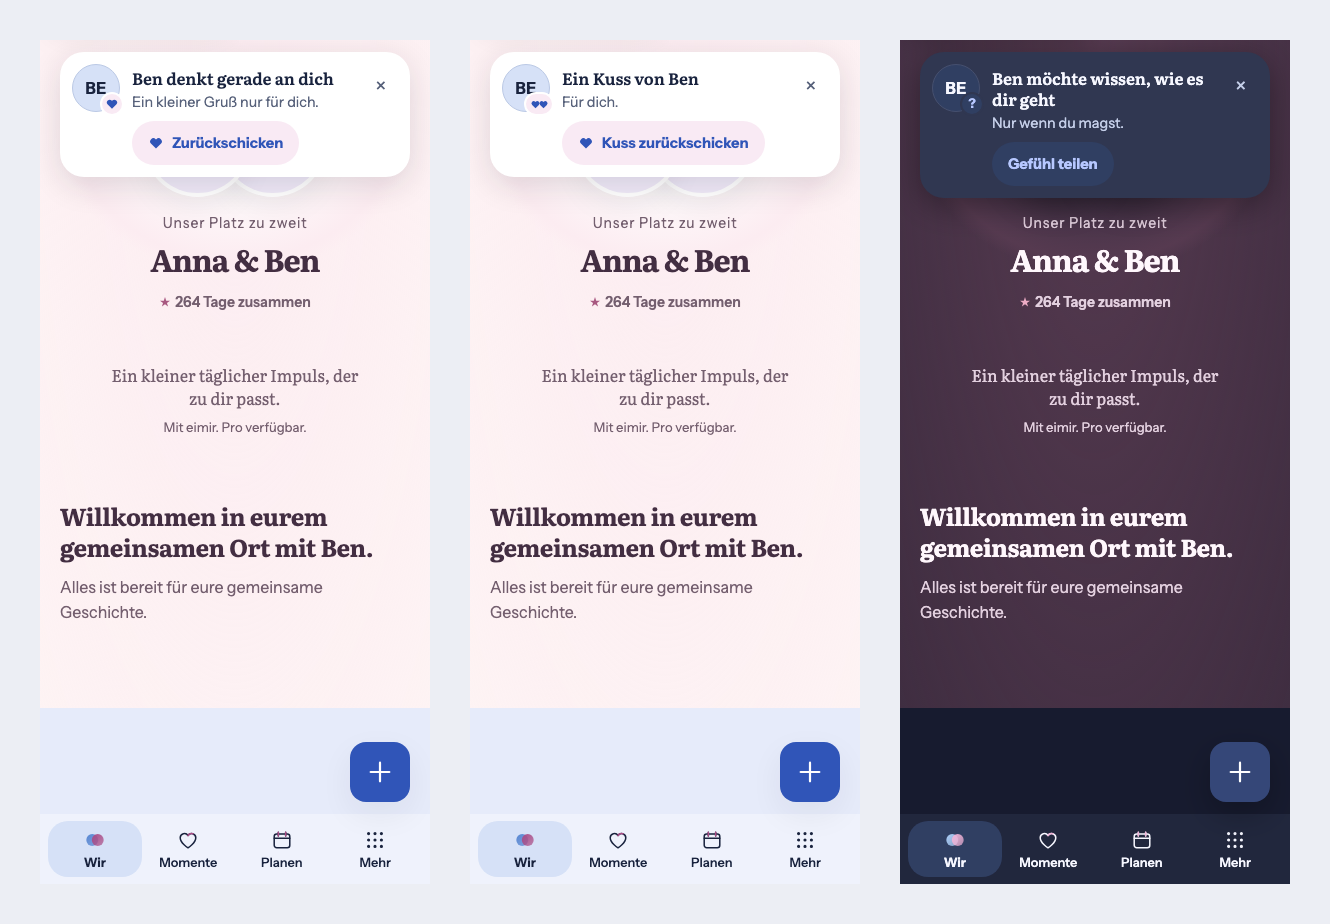 BE
Ben denkt gerade an dich
Ein kleiner Gruß nur für dich.
Zurückschicken
Unser Platz zu zweit
Anna & Ben
★ 264 Tage zusammen
Ein kleiner täglicher Impuls, der
zu dir passt.
Mit eimir. Pro verfügbar.
Willkommen in eurem
gemeinsamen Ort mit Ben.
Alles ist bereit für eure gemeinsame
Geschichte.
Wir
Momente
Planen
Mehr
BE
Ein Kuss von Ben
Für dich.
Kuss zurückschicken
Unser Platz zu zweit
Anna & Ben
★ 264 Tage zusammen
Ein kleiner täglicher Impuls, der
zu dir passt.
Mit eimir. Pro verfügbar.
Willkommen in eurem
gemeinsamen Ort mit Ben.
Alles ist bereit für eure gemeinsame
Geschichte.
Wir
Momente
Planen
Mehr
BE
?
Ben möchte wissen, wie es
dir geht
Nur wenn du magst.
Gefühl teilen
Unser Platz zu zweit
Anna & Ben
★ 264 Tage zusammen
Ein kleiner täglicher Impuls, der
zu dir passt.
Mit eimir. Pro verfügbar.
Willkommen in eurem
gemeinsamen Ort mit Ben.
Alles ist bereit für eure gemeinsame
Geschichte.
Wir
Momente
Planen
Mehr